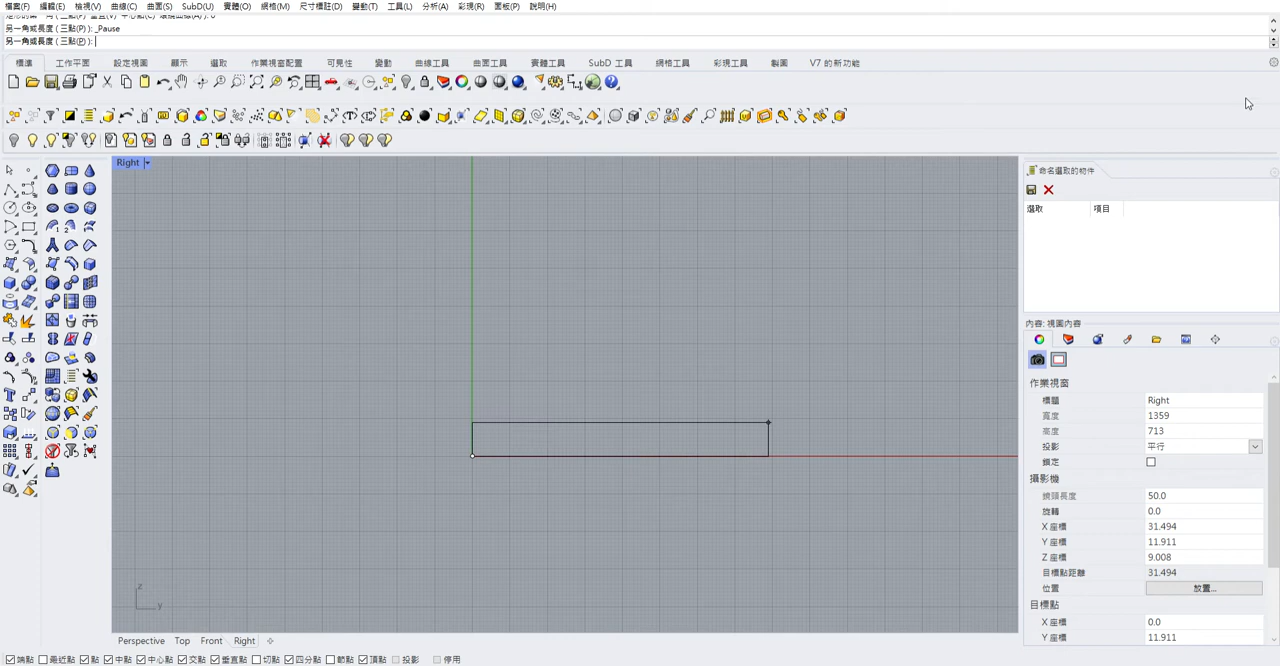 檔案(F) 編輯(E) 檢視(V) 曲線(C) 曲面(S) SubD(U) 實體(O) 網格(M) 尺寸標註(D) 變動(T) 工具(L) 分析(A) 彩現(R) 面板(P) 說明(H)
另一角或長度 ( 三點(P) ): _Pause
另一角或長度 ( 三點(P) ):
標準 工作平面 設定視圖 顯示 選取 作業視窗配置 可見性 變動 曲線工具 曲面工具 實體工具 SubD 工具 網格工具 彩現工具 製圖 V7 的新功能
Right
命名選取的物件
選取 項目
內容: 視圖內容
作業視窗
標題 Right
寬度 1359
高度 713
投影 平行
鎖定
攝影機
鏡頭長度 50.0
旋轉 0.0
X 座標 31.494
Y 座標 11.911
Z 座標 9.008
目標點距離 31.494
位置 放置...
目標點
X 座標 0.0
Y 座標 11.911
z
y
Perspective Top Front Right
端點 最近點 點 中點 中心點 交點 垂直點 切點 四分點 節點 頂點 投影 停用